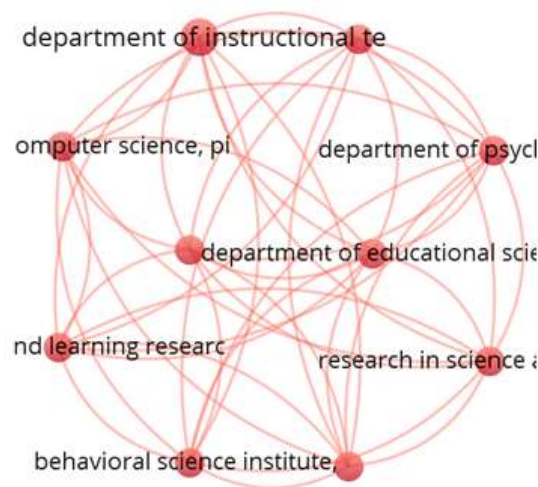 department of instructional te
omputer science, pi
department of psycl
department of educational scie
nd learning researc
research in science a
behavioral science institute,